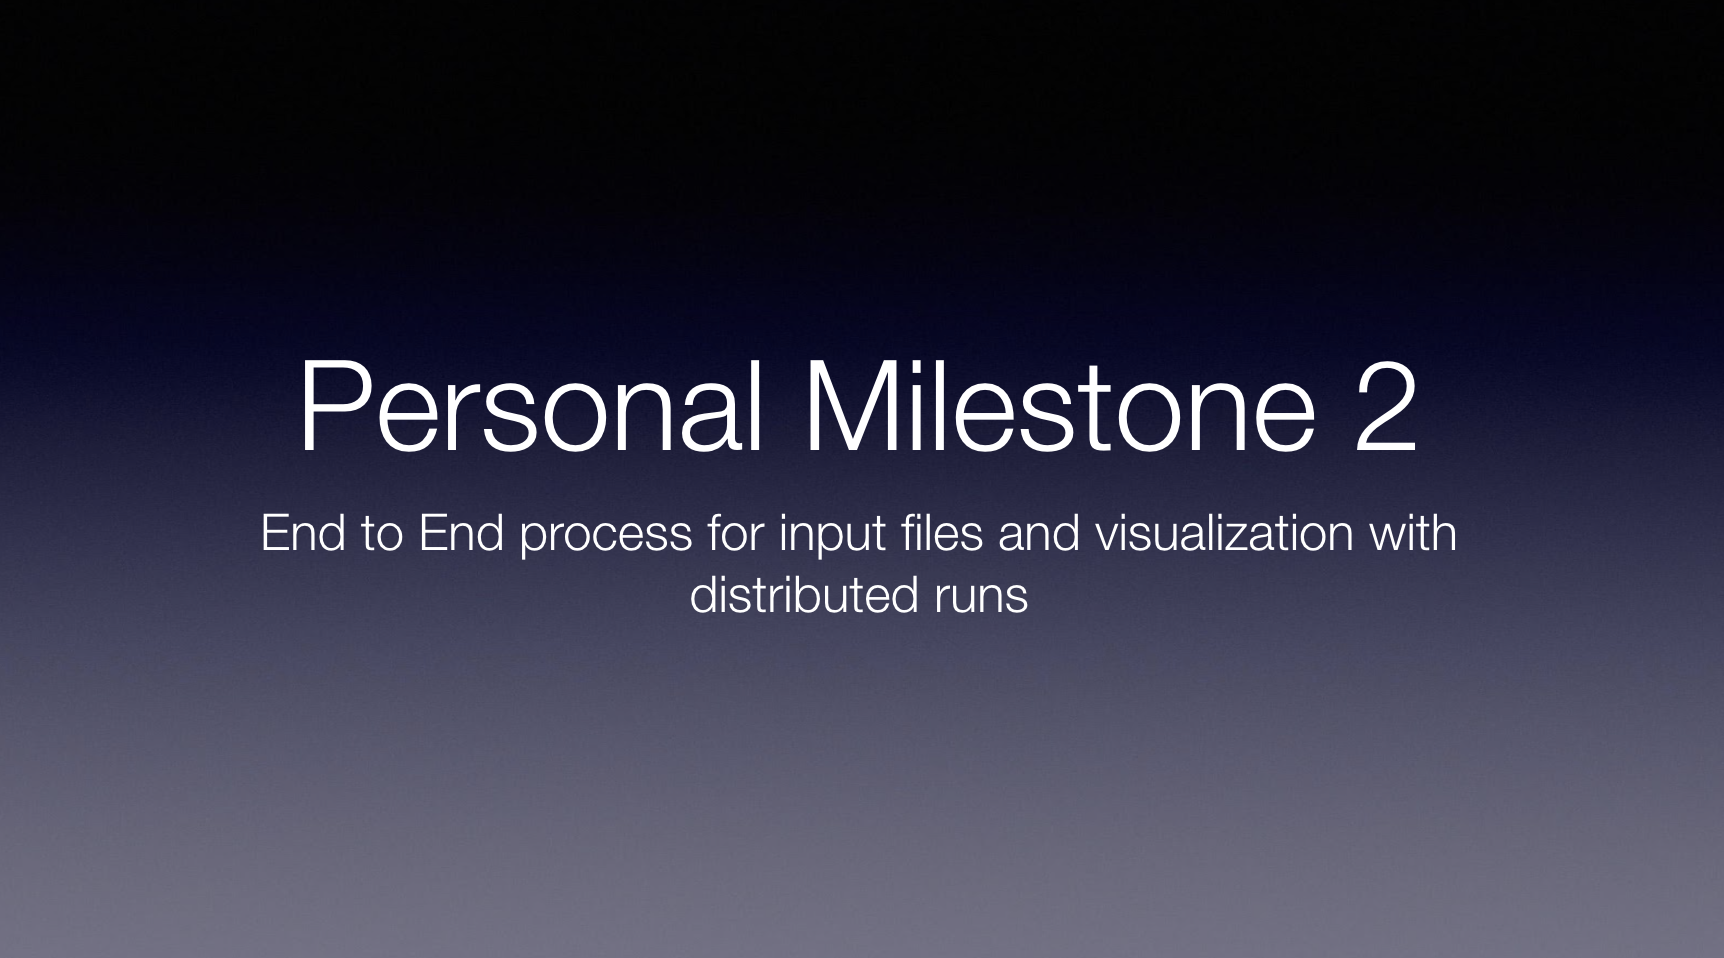 Personal Milestone 2
End to End process for input files and visualization with
distributed runs